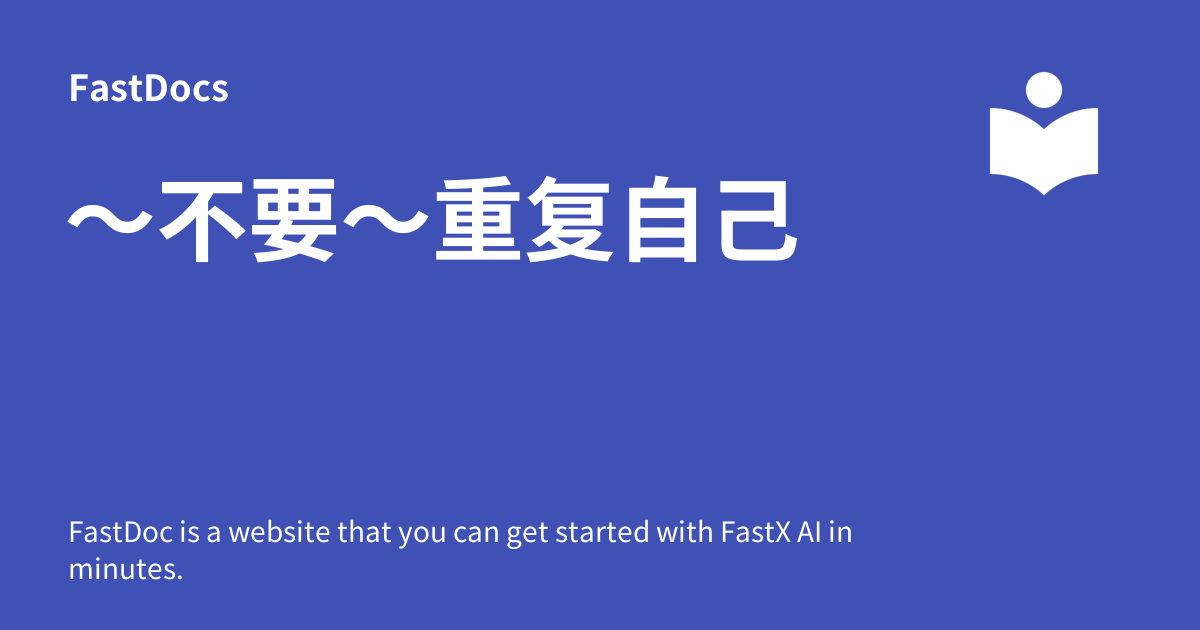 FastDocs
～不要～重复自己
FastDoc is a website that you can get started with FastX AI in
minutes.